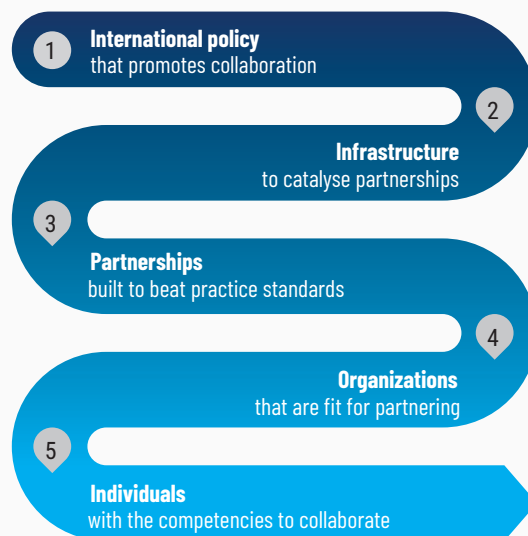 1
International policy
that promotes collaboration
2
Infrastructure
to catalyse partnerships
3
Partnerships
built to beat practice standards
4
Organizations
that are fit for partnering
5
Individuals
with the competencies to collaborate